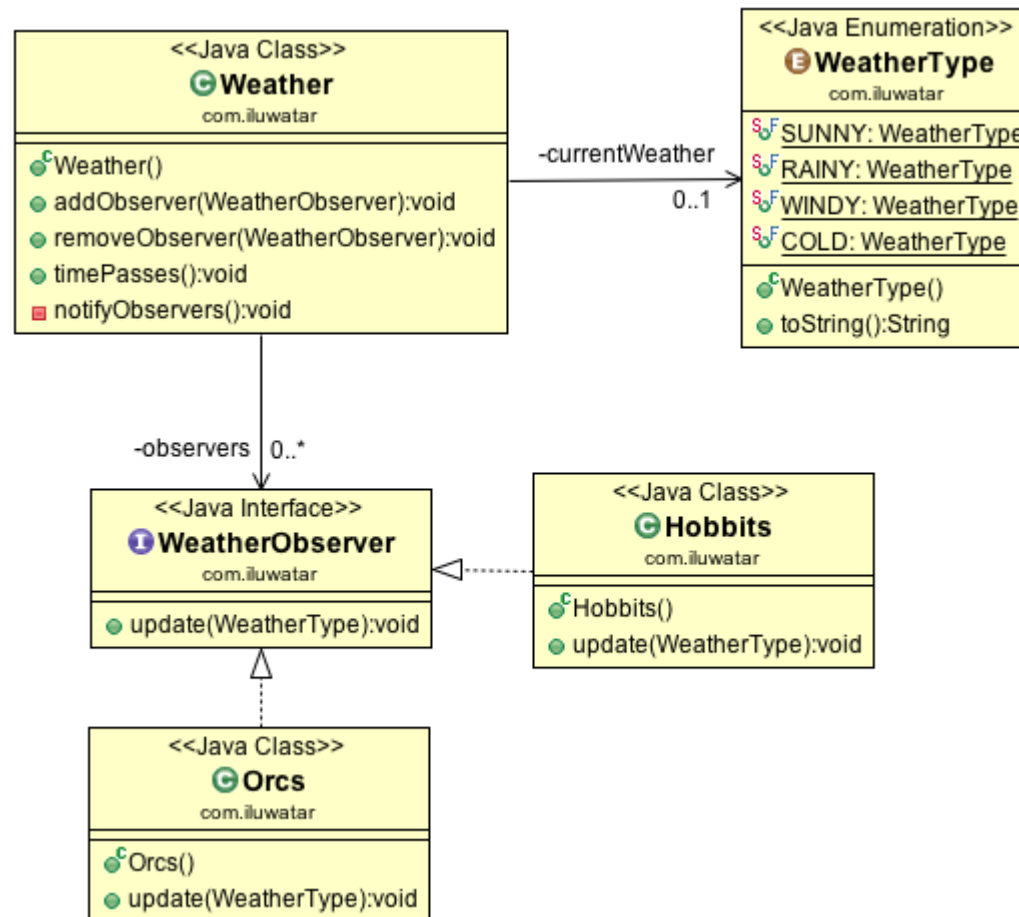 <<Java Class>>
Weather
com.iluwatar
Weather()
addObserver(WeatherObserver):void
removeObserver(WeatherObserver):void
timePasses():void
notifyObservers():void
-currentWeather
0..1
<<Java Enumeration>>
WeatherType
com.iluwatar
SUNNY: WeatherType
RAINY: WeatherType
WINDY: WeatherType
COLD: WeatherType
WeatherType()
toString():String
-observers 0..*
<<Java Interface>>
WeatherObserver
com.iluwatar
update(WeatherType):void
<<Java Class>>
Hobbits
com.iluwatar
Hobbits()
update(WeatherType):void
<<Java Class>>
Orcs
com.iluwatar
Orcs()
update(WeatherType):void